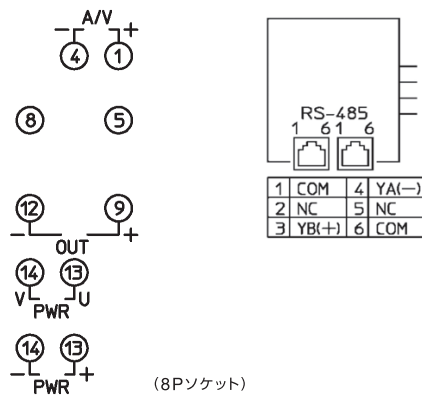 A/V
− +
4 1
8 5
12 9
− OUT +
14 13
V PWR U
14 13
− PWR +
(8Pソケット)
RS-485
1 6 1 6
1 COM 4 YA(−)
2 NC 5 NC
3 YB(+) 6 COM